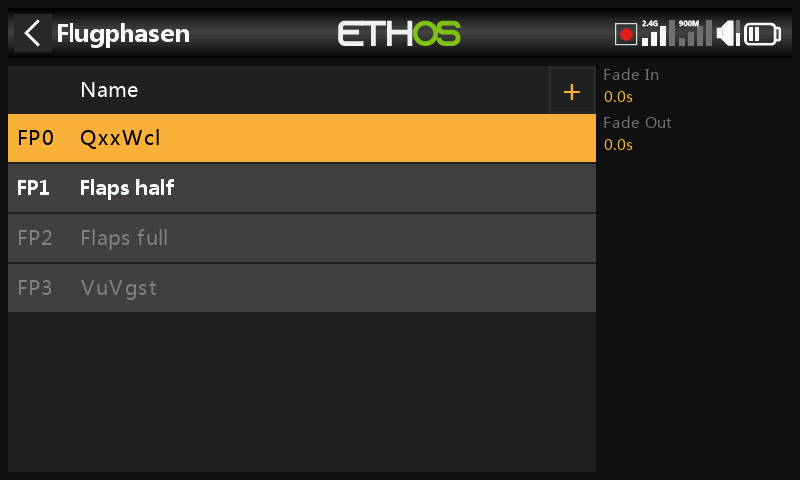 Flugphasen
ETHOS
2.4G
900M
Name
+
FP0 QxxWcl
FP1 Flaps half
FP2 Flaps full
FP3 VuVgst
Fade In
0.0s
Fade Out
0.0s